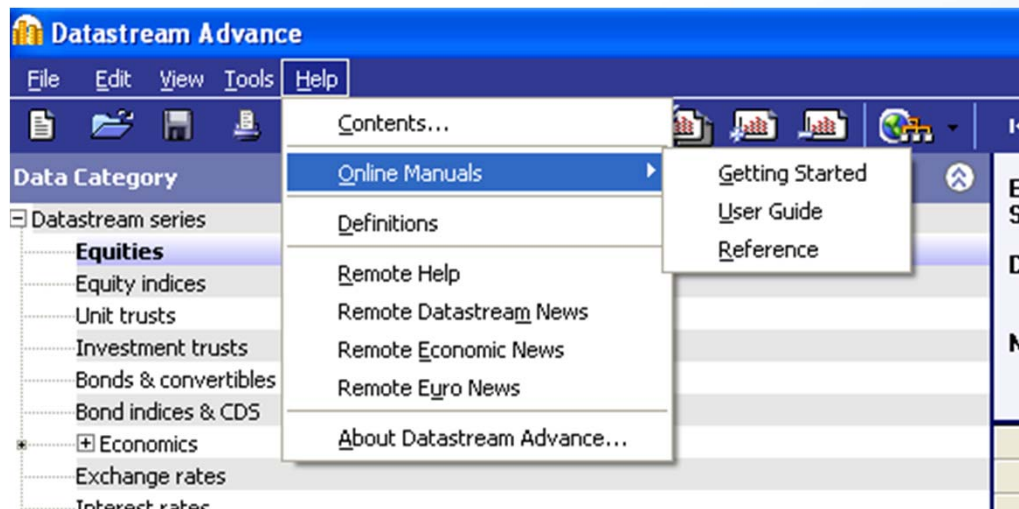 Datastream Advance
File Edit View Tools Help
Contents...
Online Manuals
Definitions
Remote Help
Remote Datastream News
Remote Economic News
Remote Euro News
About Datastream Advance...
Getting Started
User Guide
Reference
Data Category
Datastream series
Equities
Equity indices
Unit trusts
Investment trusts
Bonds & convertibles
Bond indices & CDS
Economics
Exchange rates
Interest rates